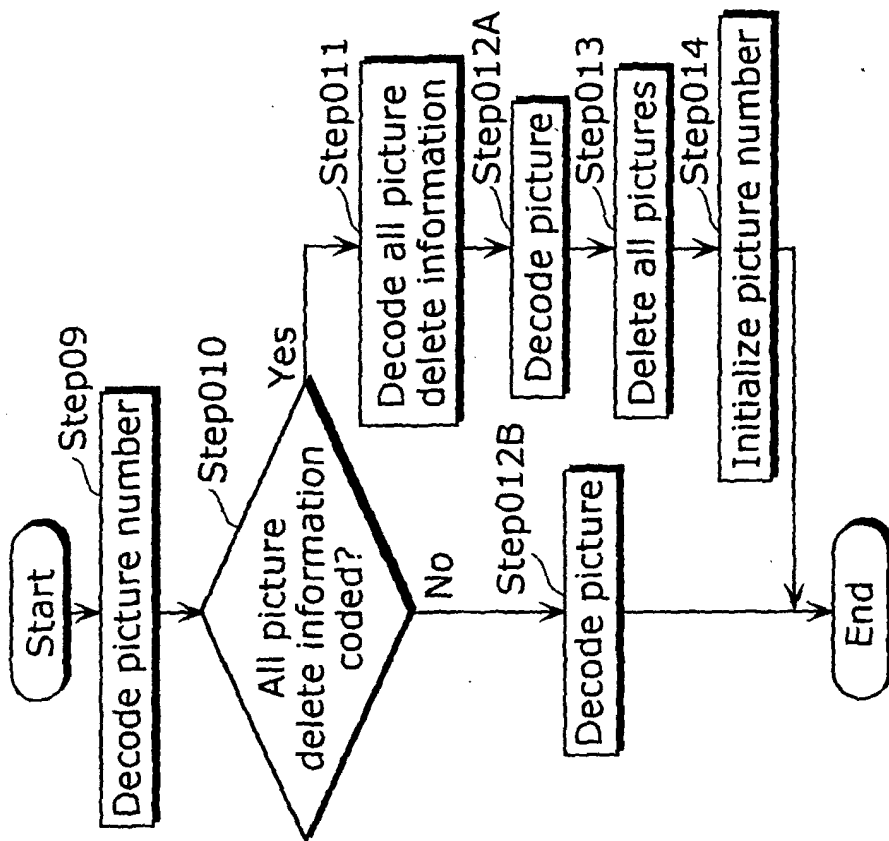 Start
Step09
Decode picture number
Step010
All picture
delete information
coded?
Yes
No
Step011
Decode all picture
delete information
Step012A
Decode picture
Step013
Delete all pictures
Step014
Initialize picture number
Step012B
Decode picture
End